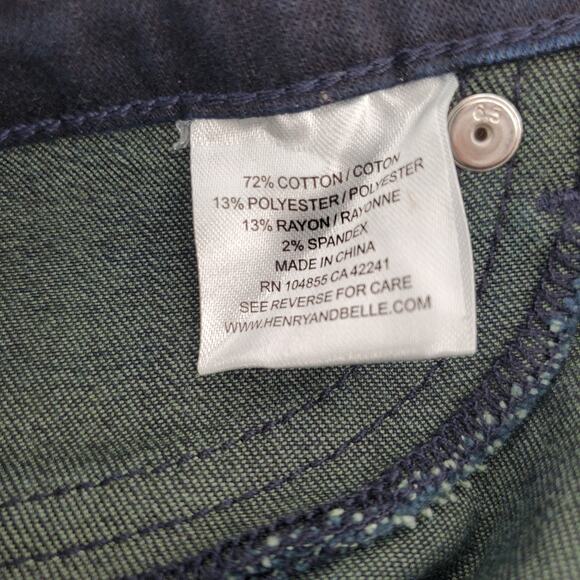 72% COTTON / COTON
13% POLYESTER / POLYESTER
13% RAYON / RAYONNE
2% SPANDEX
MADE IN CHINA
RN 104855 CA 42241
SEE REVERSE FOR CARE
WWW.HENRYANDBELLE.COM